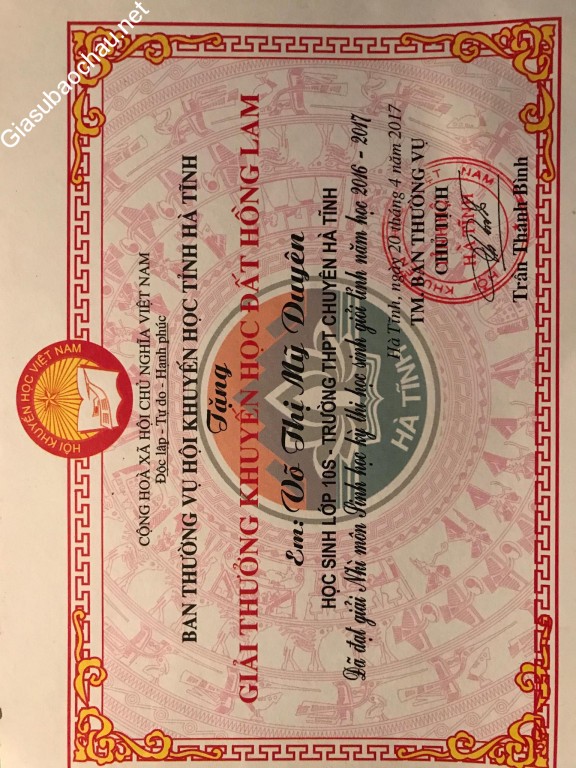 Giasubaochau.net
HỘI KHUYẾN HỌC VIỆT NAM
CỘNG HOÀ XÃ HỘI CHỦ NGHĨA VIỆT NAM
Độc lập - Tự do - Hạnh phúc
BAN THƯỜNG VỤ HỘI KHUYẾN HỌC TỈNH HÀ TĨNH
Tặng
GIẢI THƯỞNG KHUYẾN HỌC ĐẤT HỒNG LAM
Em: Võ Thị Mỹ Duyên
HỌC SINH LỚP 10S - TRƯỜNG THPT CHUYÊN HÀ TĨNH
Đã đạt giải Nhì môn Sinh học kỳ thi học sinh giỏi tỉnh năm học 2016 - 2017
Hà Tĩnh, ngày 20 tháng 4 năm 2017
TM. BAN THƯỜNG VỤ
CHỦ TỊCH
Trần Thanh Bình
HÀ TĨNH